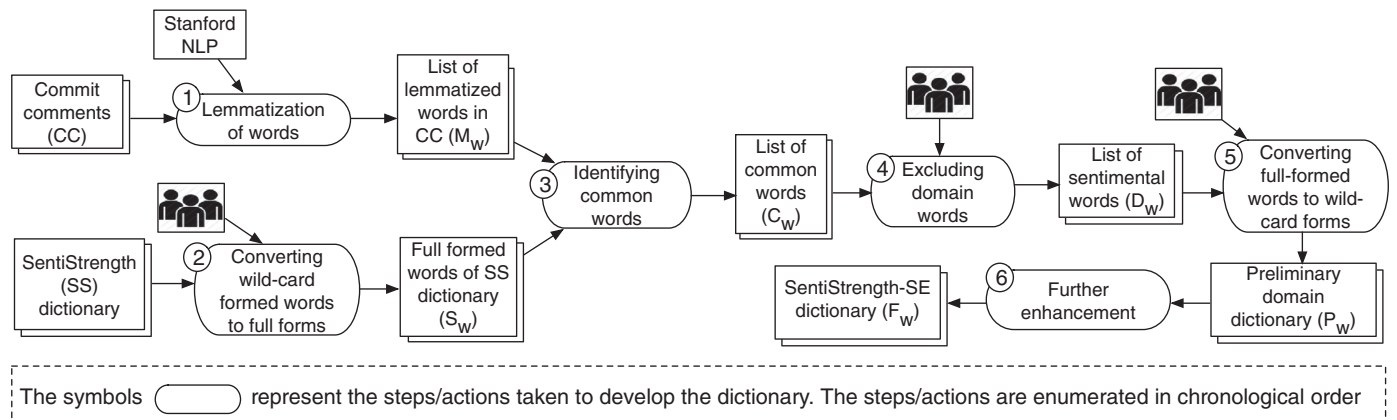 Stanford
NLP
Commit
comments
(CC)
1
Lemmatization
of words
List of
lemmatized
words in
CC (Mw)
SentiStrength
(SS)
dictionary
2
Converting
wild-card
formed words
to full forms
Full formed
words of SS
dictionary
(Sw)
3
Identifying
common
words
List of
common
words
(Cw)
4
Excluding
domain
words
List of
sentimental
words (Dw)
5
Converting
full-formed
words to wild-
card forms
Preliminary
domain
dictionary (Pw)
6
Further
enhancement
SentiStrength-SE
dictionary (Fw)
The symbols represent the steps/actions taken to develop the dictionary. The steps/actions are enumerated in chronological order